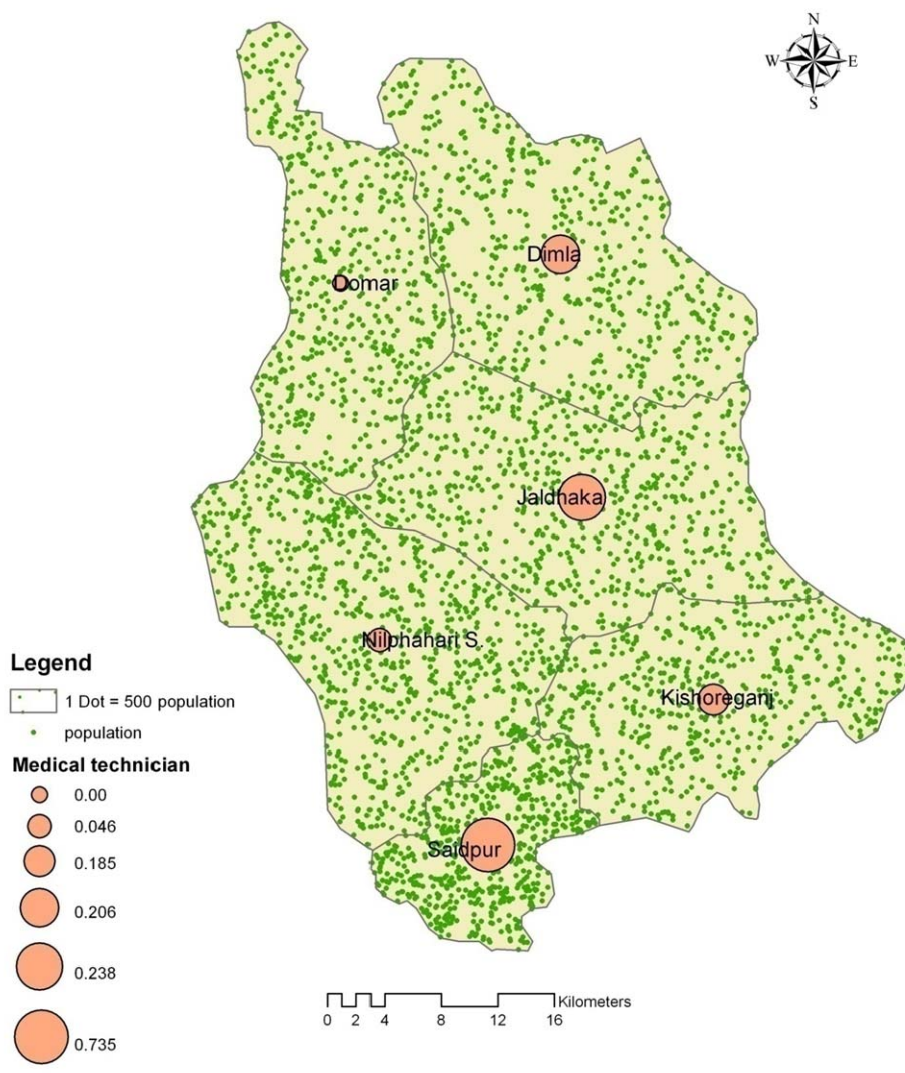 N
W E
S
Dimla
Domar
Jaldhaka
Nilphahari S.
Kishoreganj
Saidpur
Legend
1 Dot = 500 population
population
Medical technician
0.00
0.046
0.185
0.206
0.238
0.735
Kilometers
0 2 4 8 12 16